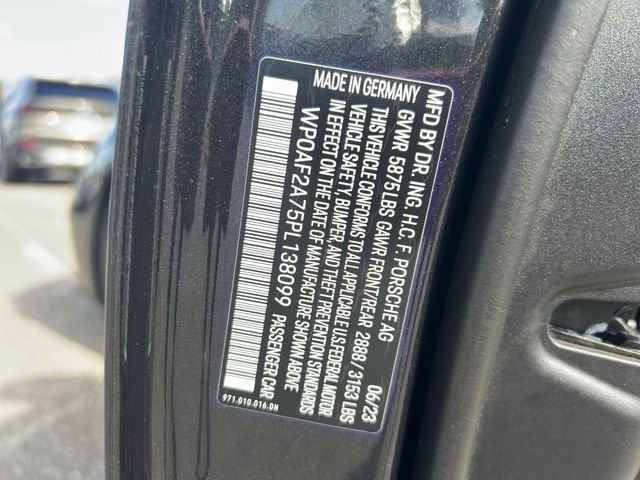 MFD BY DR. ING. H.C. F. PORSCHE AG 06/23
GVWR 5875 LBS GAWR FRONT/REAR 2888 / 3153 LBS
THIS VEHICLE CONFORMS TO ALL APPLICABLE U.S. FEDERAL MOTOR
VEHICLE SAFETY, BUMPER, AND THEFT PREVENTION STANDARDS
IN EFFECT ON THE DATE OF MANUFACTURE SHOWN ABOVE.
MADE IN GERMANY
WP0AF2A75PL138099 PASSENGER CAR
971.010.016.DN